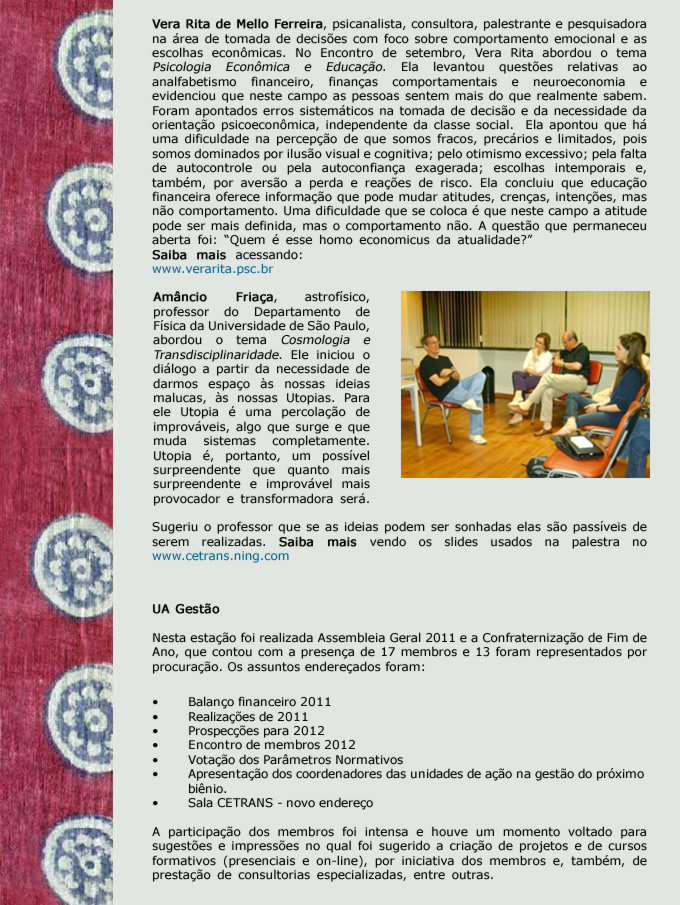 Vera Rita de Mello Ferreira, psicanalista, consultora, palestrante e pesquisadora
na área de tomada de decisões com foco sobre comportamento emocional e as
escolhas econômicas. No Encontro de setembro, Vera Rita abordou o tema
Psicologia Econômica e Educação. Ela levantou questões relativas ao
analfabetismo financeiro, finanças comportamentais e neuroeconomia e
evidenciou que neste campo as pessoas sentem mais do que realmente sabem.
Foram apontados erros sistemáticos na tomada de decisão e da necessidade da
orientação psicoeconômica, independente da classe social. Ela apontou que há
uma dificuldade na percepção de que somos fracos, precários e limitados, pois
somos dominados por ilusão visual e cognitiva; pelo otimismo excessivo; pela falta
de autocontrole ou pela autoconfiança exagerada; escolhas intemporais e,
também, por aversão a perda e reações de risco. Ela concluiu que educação
financeira oferece informação que pode mudar atitudes, crenças, intenções, mas
não comportamento. Uma dificuldade que se coloca é que neste campo a atitude
pode ser mais definida, mas o comportamento não. A questão que permaneceu
aberta foi: “Quem é esse homo economicus da atualidade?”
Saiba mais acessando:
www.verarita.psc.br
Amâncio Friaça, astrofísico,
professor do Departamento de
Física da Universidade de São Paulo,
abordou o tema Cosmologia e
Transdisciplinaridade. Ele iniciou o
diálogo a partir da necessidade de
darmos espaço às nossas ideias
malucas, às nossas Utopias. Para
ele Utopia é uma percolação de
improváveis, algo que surge e que
muda sistemas completamente.
Utopia é, portanto, um possível
surpreendente que quanto mais
surpreendente e improvável mais
provocador e transformadora será.
Sugeriu o professor que se as ideias podem ser sonhadas elas são passíveis de
serem realizadas. Saiba mais vendo os slides usados na palestra no
www.cetrans.ning.com
UA Gestão
Nesta estação foi realizada Assembleia Geral 2011 e a Confraternização de Fim de
Ano, que contou com a presença de 17 membros e 13 foram representados por
procuração. Os assuntos endereçados foram:
• Balanço financeiro 2011
• Realizações de 2011
• Prospecções para 2012
• Encontro de membros 2012
• Votação dos Parâmetros Normativos
• Apresentação dos coordenadores das unidades de ação na gestão do próximo
biênio.
• Sala CETRANS - novo endereço
A participação dos membros foi intensa e houve um momento voltado para
sugestões e impressões no qual foi sugerido a criação de projetos e de cursos
formativos (presenciais e on-line), por iniciativa dos membros e, também, de
prestação de consultorias especializadas, entre outras.